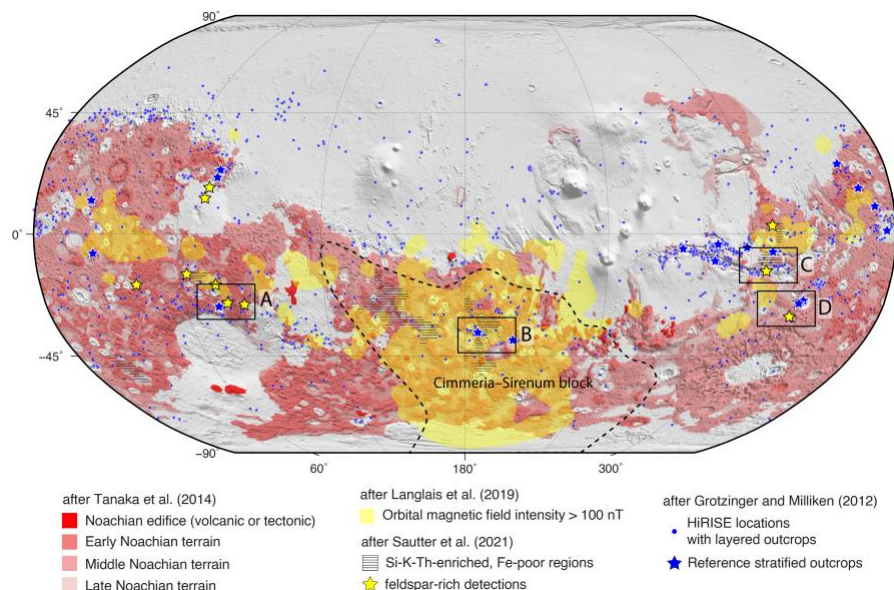 90˚
45˚
0˚
−45˚
−90˚
A
B
C
D
Cimmeria–Sirenum block
60˚
180˚
300˚
after Tanaka et al. (2014)
Noachian edifice (volcanic or tectonic)
Early Noachian terrain
Middle Noachian terrain
Late Noachian terrain
after Langlais et al. (2019)
Orbital magnetic field intensity > 100 nT
after Sautter et al. (2021)
Si-K-Th-enriched, Fe-poor regions
feldspar-rich detections
after Grotzinger and Milliken (2012)
HiRISE locations
with layered outcrops
Reference stratified outcrops